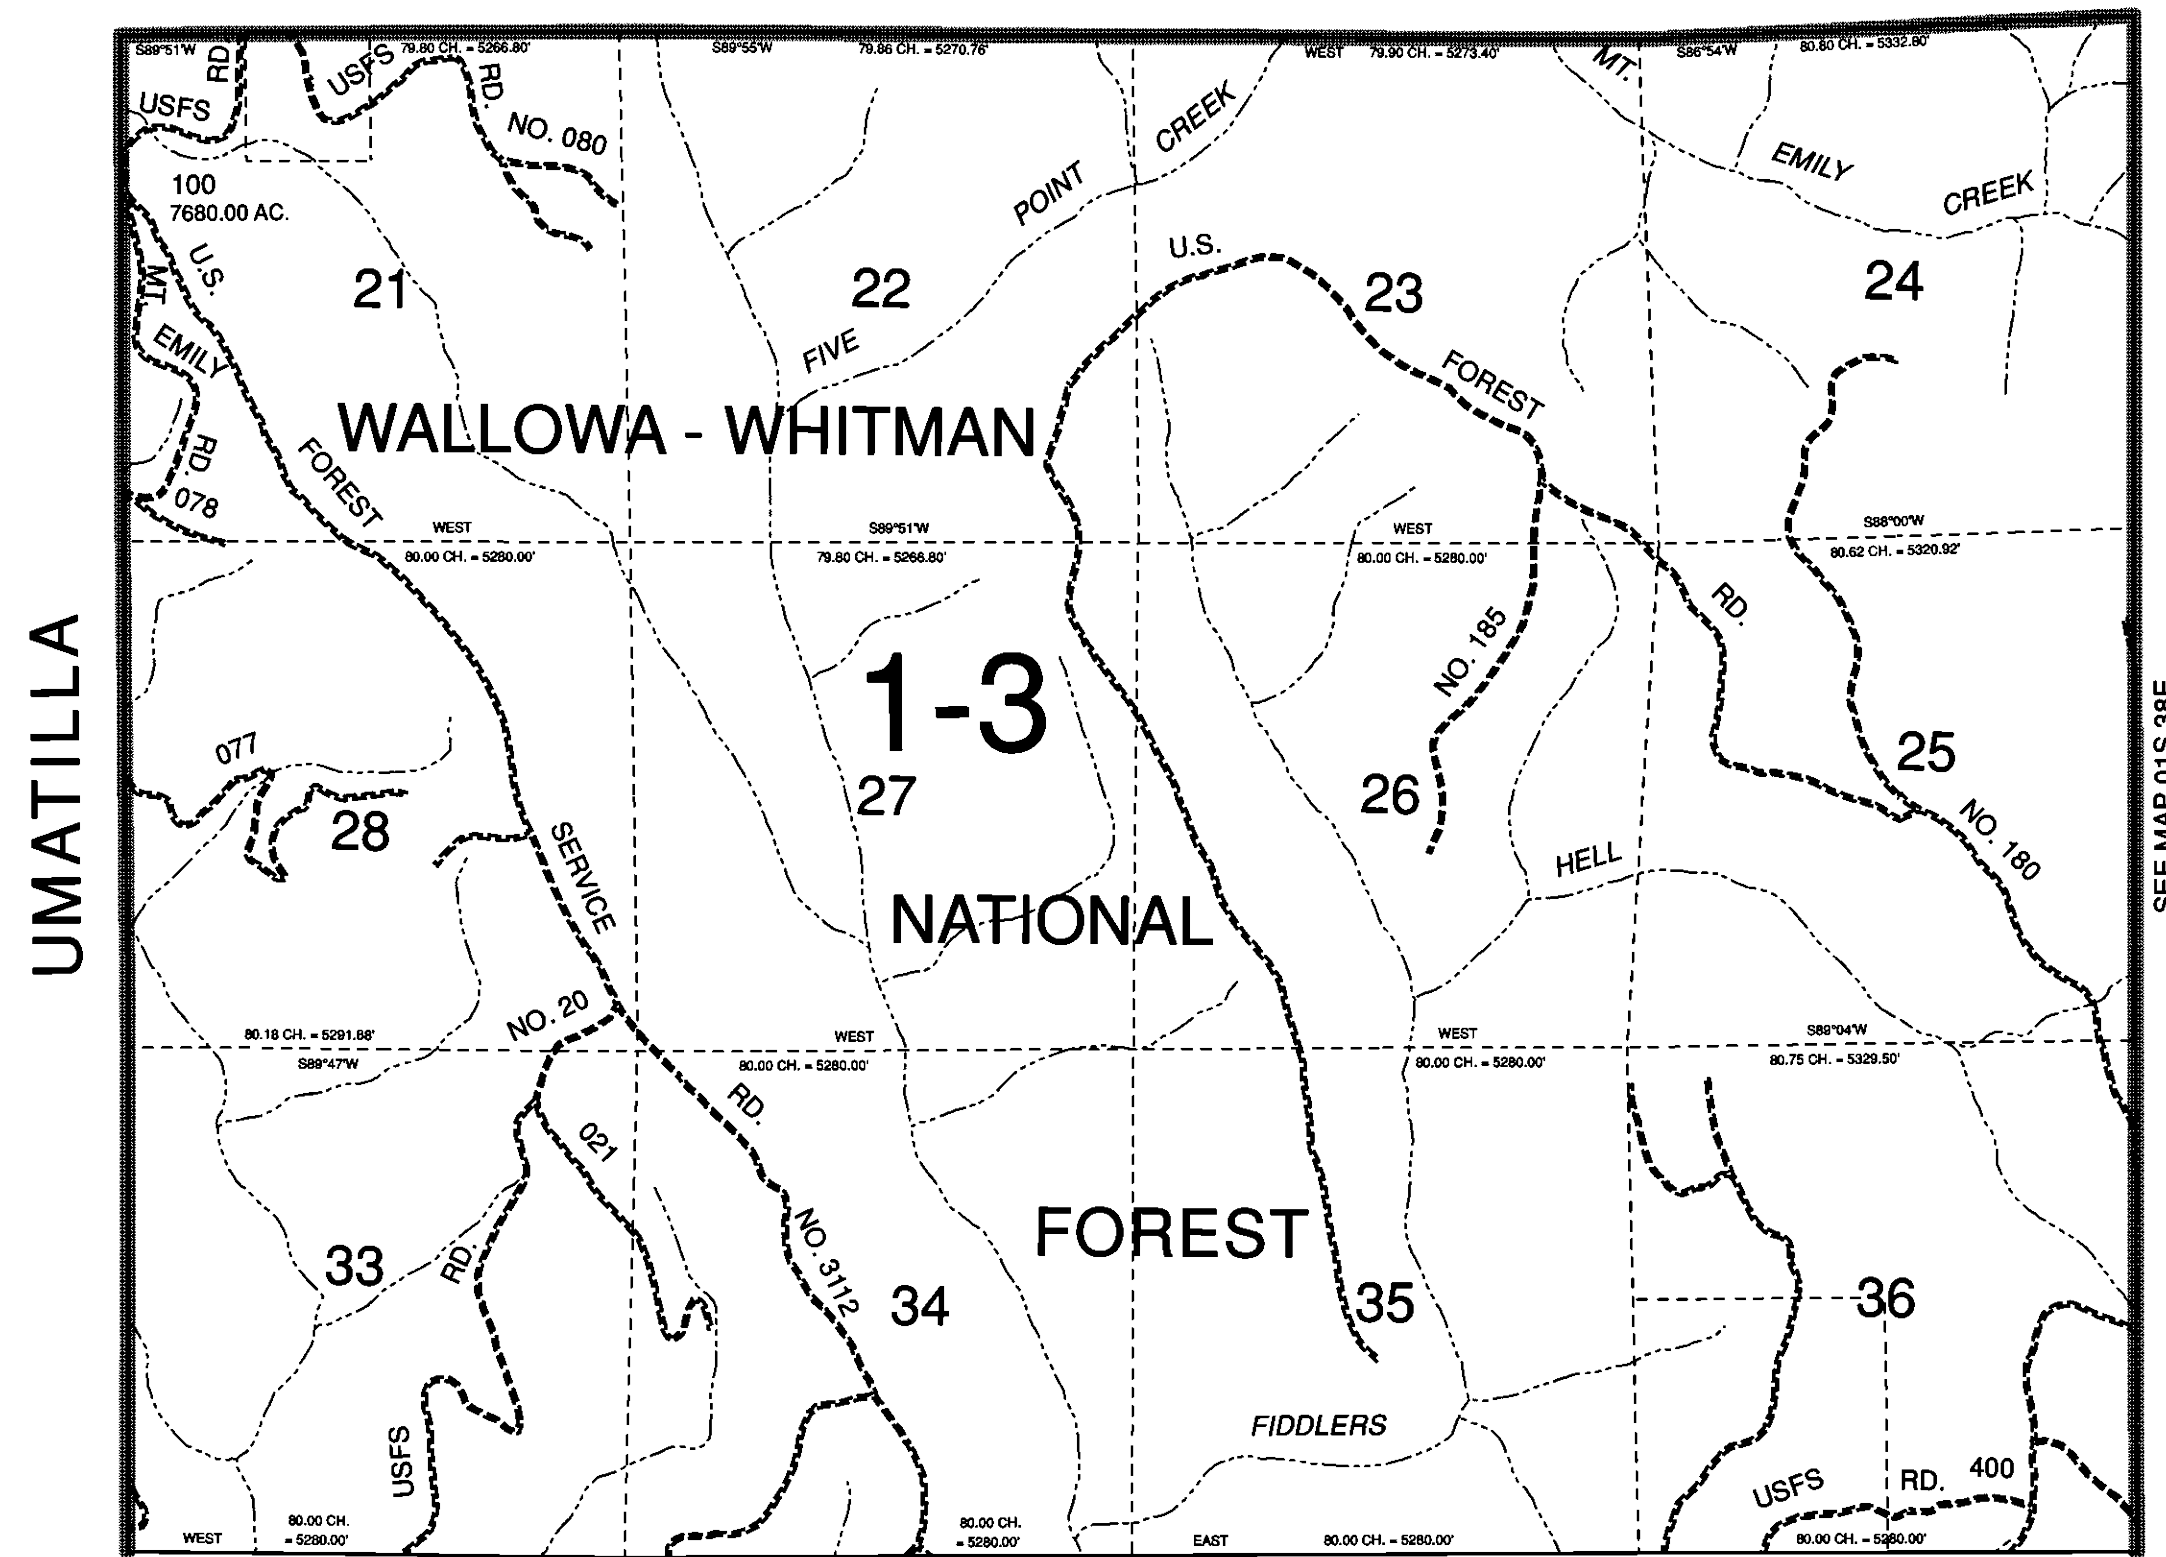 S89°51'W
79.80 CH. = 5266.80'
S89°55'W
79.86 CH. = 5270.76'
WEST
79.90 CH. = 5273.40'
S86°54'W
80.80 CH. = 5332.80'
USFS
RD
USFS
RD.
NO. 080
100
7680.00 AC.
MT.
EMILY
CREEK
FIVE
POINT
CREEK
U.S.
MT.
EMILY
RD.
078
21
22
23
24
U.S.
FOREST
WALLOWA - WHITMAN
FOREST
WEST
80.00 CH. = 5280.00'
S89°51'W
79.80 CH. = 5266.80'
WEST
80.00 CH. = 5280.00'
S88°00'W
80.62 CH. = 5320.92'
RD.
NO. 185
UMATILLA
1-3
SEE MAP 01S 38E
077
28
27
26
25
NO. 180
SERVICE
HELL
NATIONAL
NO. 20
80.18 CH. = 5291.88'
S89°47'W
WEST
80.00 CH. = 5280.00'
WEST
80.00 CH. = 5280.00'
S89°04'W
80.75 CH. = 5329.50'
RD.
021
NO. 3112
FOREST
33
RD.
34
35
36
USFS
FIDDLERS
USFS
RD.
400
WEST
80.00 CH.
= 5280.00'
80.00 CH.
= 5280.00'
EAST
80.00 CH. = 5280.00'
80.00 CH. = 5280.00'